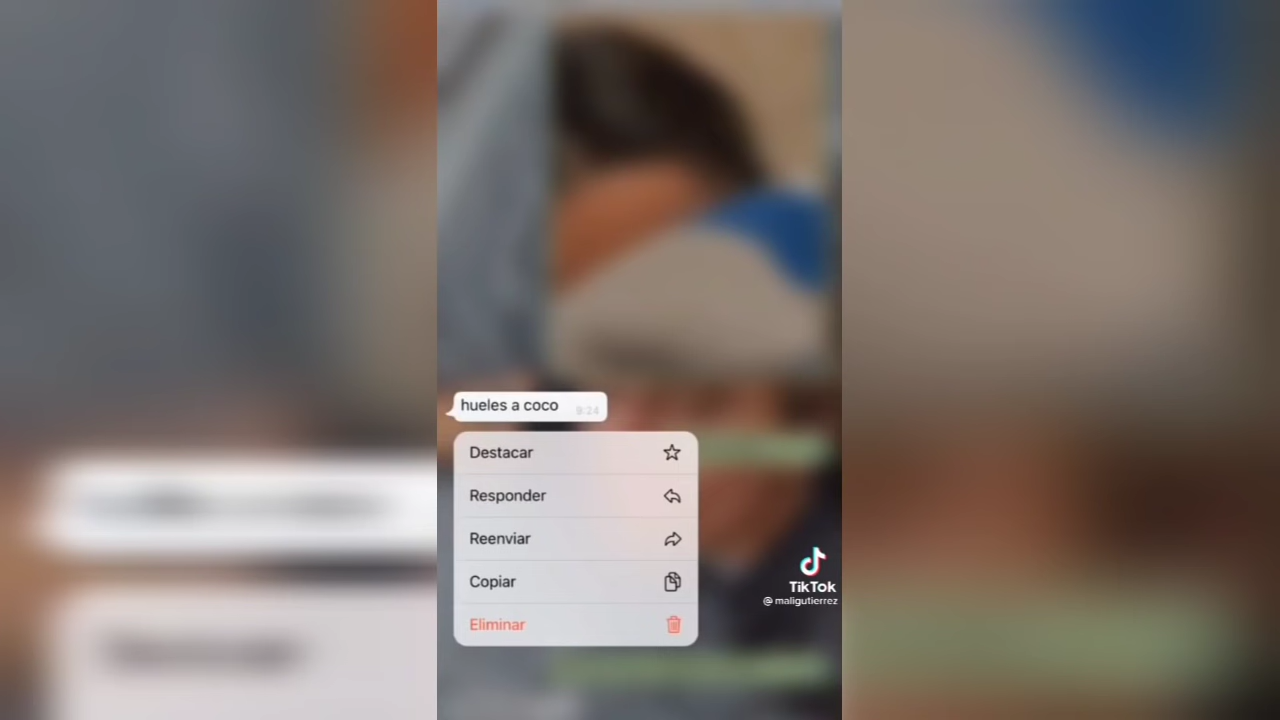 hueles a coco 9:24
Destacar
Responder
Reenviar
Copiar
Eliminar
TikTok
@ maligutierrez